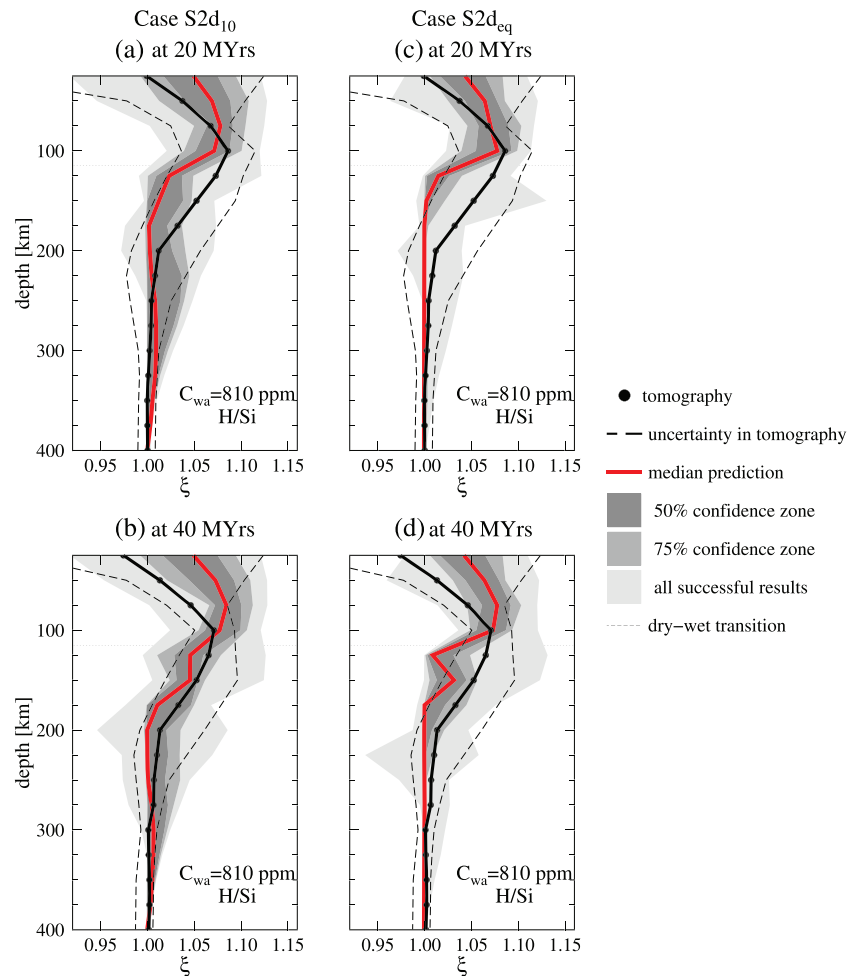 Case S2d10
(a) at 20 MYrs
Case S2deq
(c) at 20 MYrs
100
200
300
400
depth [km]
Cwa=810 ppm
H/Si
0.95 1.00 1.05 1.10 1.15
ξ
Cwa=810 ppm
H/Si
0.95 1.00 1.05 1.10 1.15
ξ
tomography
uncertainty in tomography
median prediction
50% confidence zone
75% confidence zone
all successful results
dry−wet transition
(b) at 40 MYrs
(d) at 40 MYrs
100
200
300
400
depth [km]
Cwa=810 ppm
H/Si
0.95 1.00 1.05 1.10 1.15
ξ
Cwa=810 ppm
H/Si
0.95 1.00 1.05 1.10 1.15
ξ